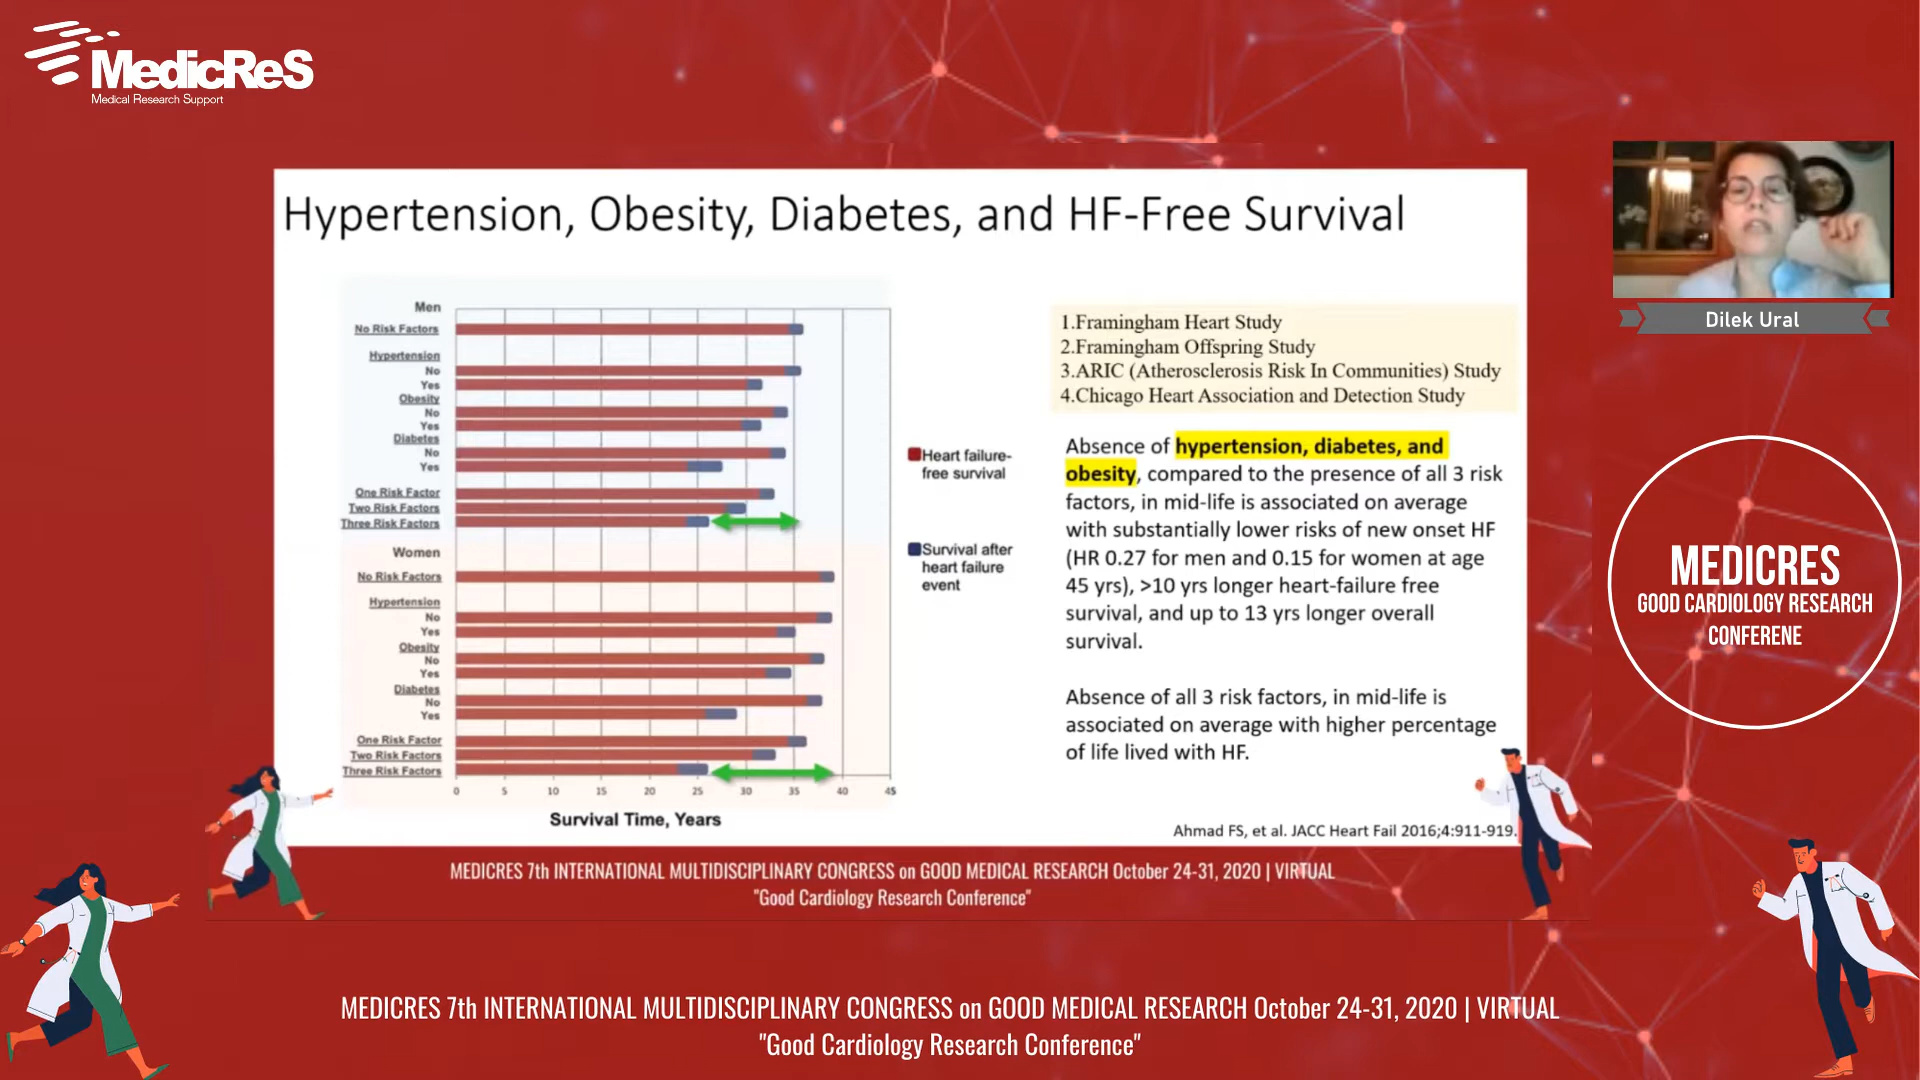 MedicReS
Medical Research Support
Hypertension, Obesity, Diabetes, and HF-Free Survival
Men
No Risk Factors
Hypertension
No
Yes
Obesity
No
Yes
Diabetes
No
Yes
One Risk Factor
Two Risk Factors
Three Risk Factors
Women
No Risk Factors
Hypertension
No
Yes
Obesity
No
Yes
Diabetes
No
Yes
One Risk Factor
Two Risk Factors
Three Risk Factors
0 5 10 15 20 25 30 35 40 45
Survival Time, Years
Heart failure-
free survival
Survival after
heart failure
event
1.Framingham Heart Study
2.Framingham Offspring Study
3.ARIC (Atherosclerosis Risk In Communities) Study
4.Chicago Heart Association and Detection Study
Absence of hypertension, diabetes, and
obesity, compared to the presence of all 3 risk
factors, in mid-life is associated on average
with substantially lower risks of new onset HF
(HR 0.27 for men and 0.15 for women at age
45 yrs), >10 yrs longer heart-failure free
survival, and up to 13 yrs longer overall
survival.
Absence of all 3 risk factors, in mid-life is
associated on average with higher percentage
of life lived with HF.
Ahmad FS, et al. JACC Heart Fail 2016;4:911-919.
MEDICRES 7th INTERNATIONAL MULTIDISCIPLINARY CONGRESS on GOOD MEDICAL RESEARCH October 24-31, 2020 | VIRTUAL
"Good Cardiology Research Conference"
Dilek Ural
MEDICRES
GOOD CARDIOLOGY RESEARCH
CONFERENE
MEDICRES 7th INTERNATIONAL MULTIDISCIPLINARY CONGRESS on GOOD MEDICAL RESEARCH October 24-31, 2020 | VIRTUAL
"Good Cardiology Research Conference"